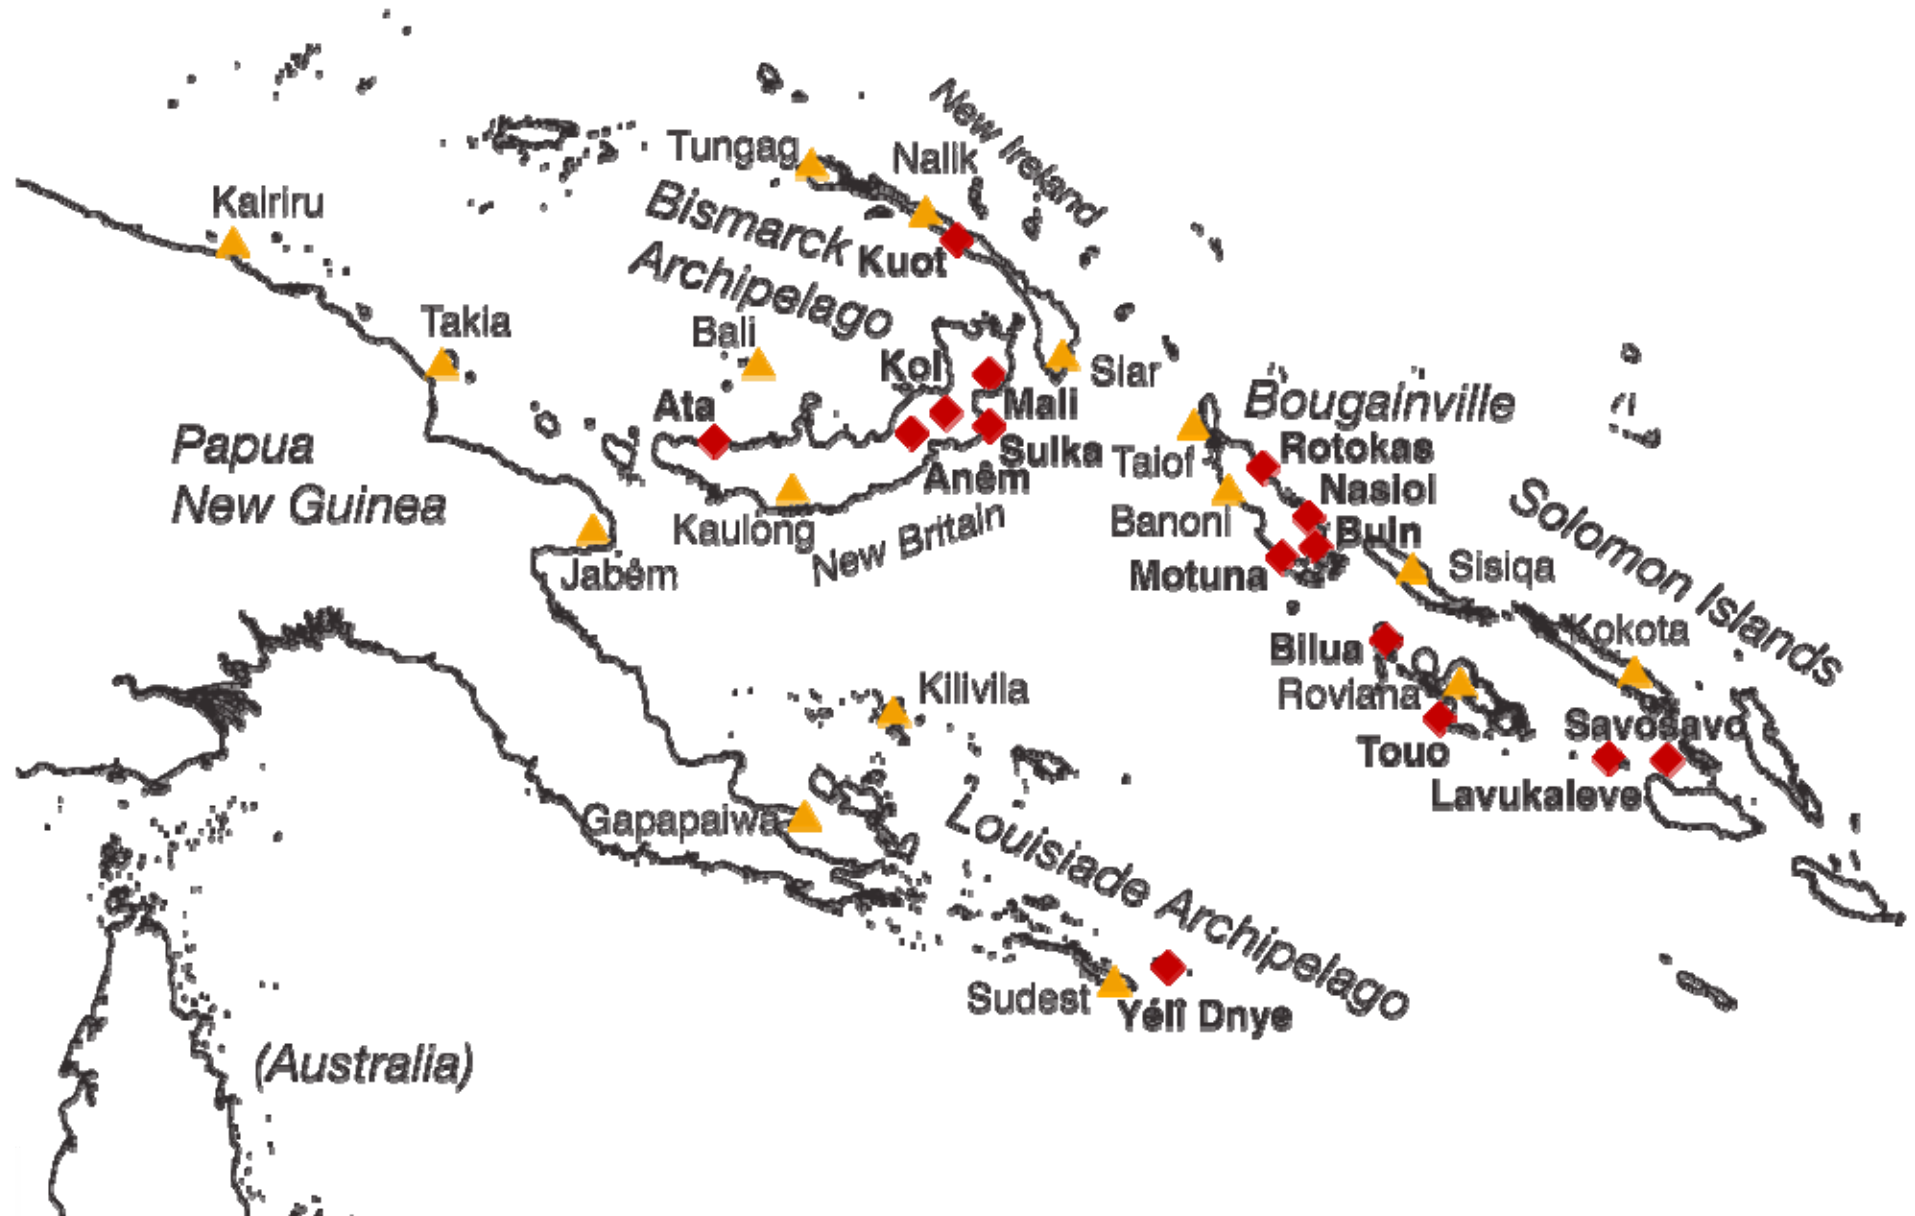 New Ireland
Tungag
Nalik
Kairiru
Bismarck
Archipelago
Kuot
Takia
Bali
Kol
Siar
Ata
Mali
Bougainville
Papua
New Guinea
Sulka
Taiof
Rotokas
Anêm
Nasioi
Kaulong
New Britain
Banoni
Buin
Solomon Islands
Jabêm
Motuna
Sisiqa
Kokota
Bilua
Kilivila
Roviana
Savosavo
Touo
Lavukaleve
Gapapaiwa
Louisiade Archipelago
Sudest
Yélî Dnye
(Australia)